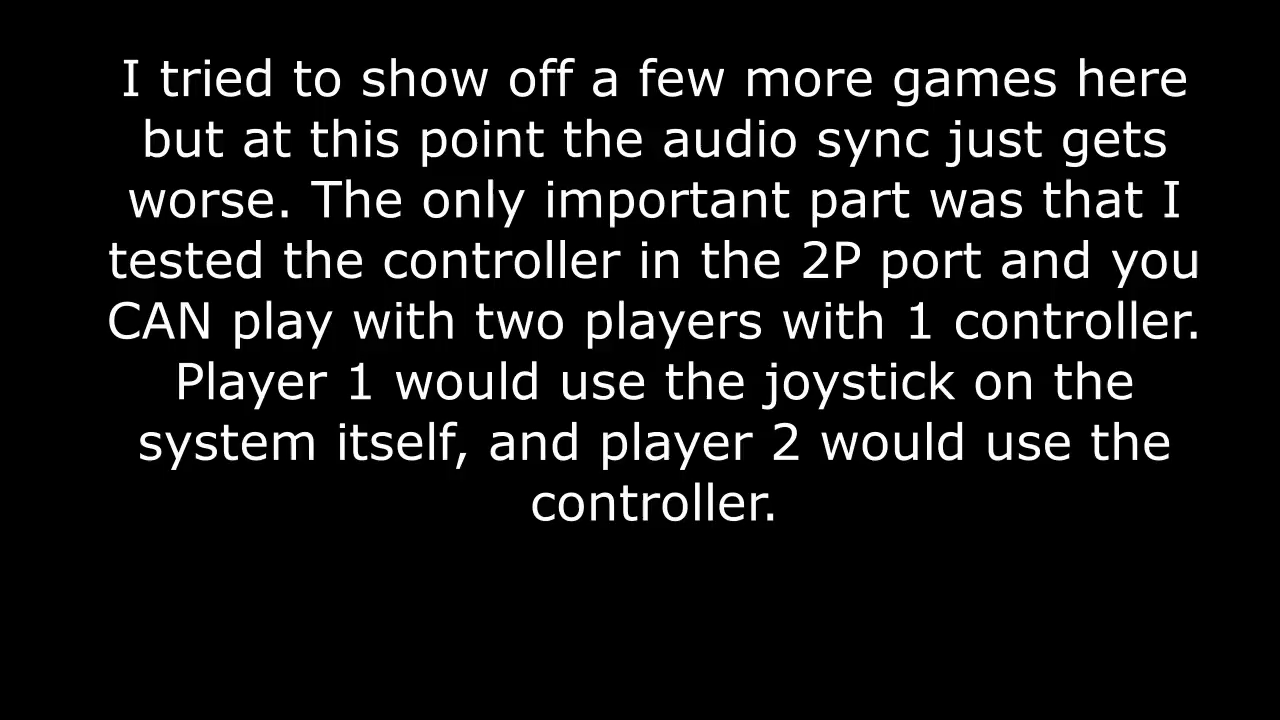 I tried to show off a few more games here
but at this point the audio sync just gets
worse. The only important part was that I
tested the controller in the 2P port and you
CAN play with two players with 1 controller.
Player 1 would use the joystick on the
system itself, and player 2 would use the
controller.